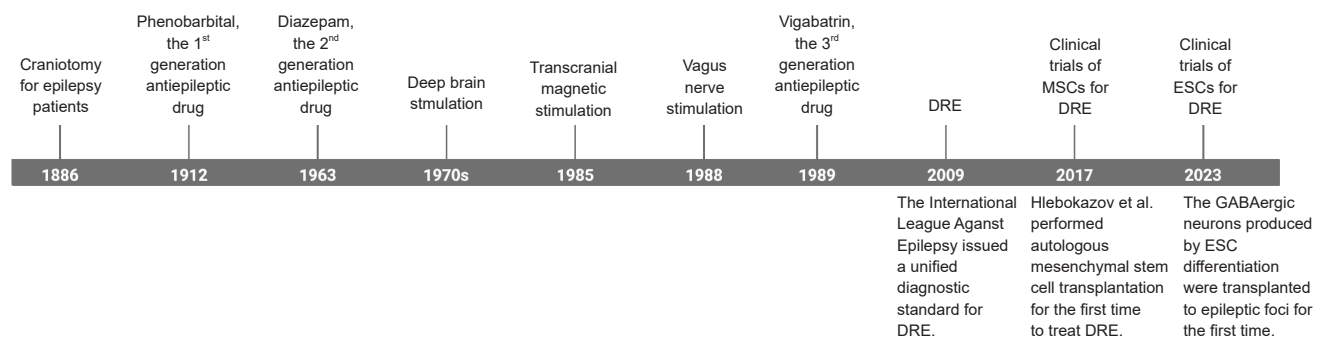 Craniotomy
for epilepsy
patients
Phenobarbital,
the 1st
generation
antiepileptic
drug
Diazepam,
the 2nd
generation
antiepileptic
drug
Deep brain
stmulation
Transcranial
magnetic
stimulation
Vagus
nerve
stimulation
Vigabatrin,
the 3rd
generation
antiepileptic
drug
DRE
Clinical
trials of
MSCs for
DRE
Clinical
trials of
ESCs for
DRE
1886
1912
1963
1970s
1985
1988
1989
2009
2017
2023
The International
League Aganst
Epilepsy issued
a unified
diagnostic
standard for
DRE.
Hlebokazov et al.
performed
autologous
mesenchymal stem
cell transplantation
for the first time
to treat DRE.
The GABAergic
neurons produced
by ESC
differentiation
were transplanted
to epileptic foci for
the first time.